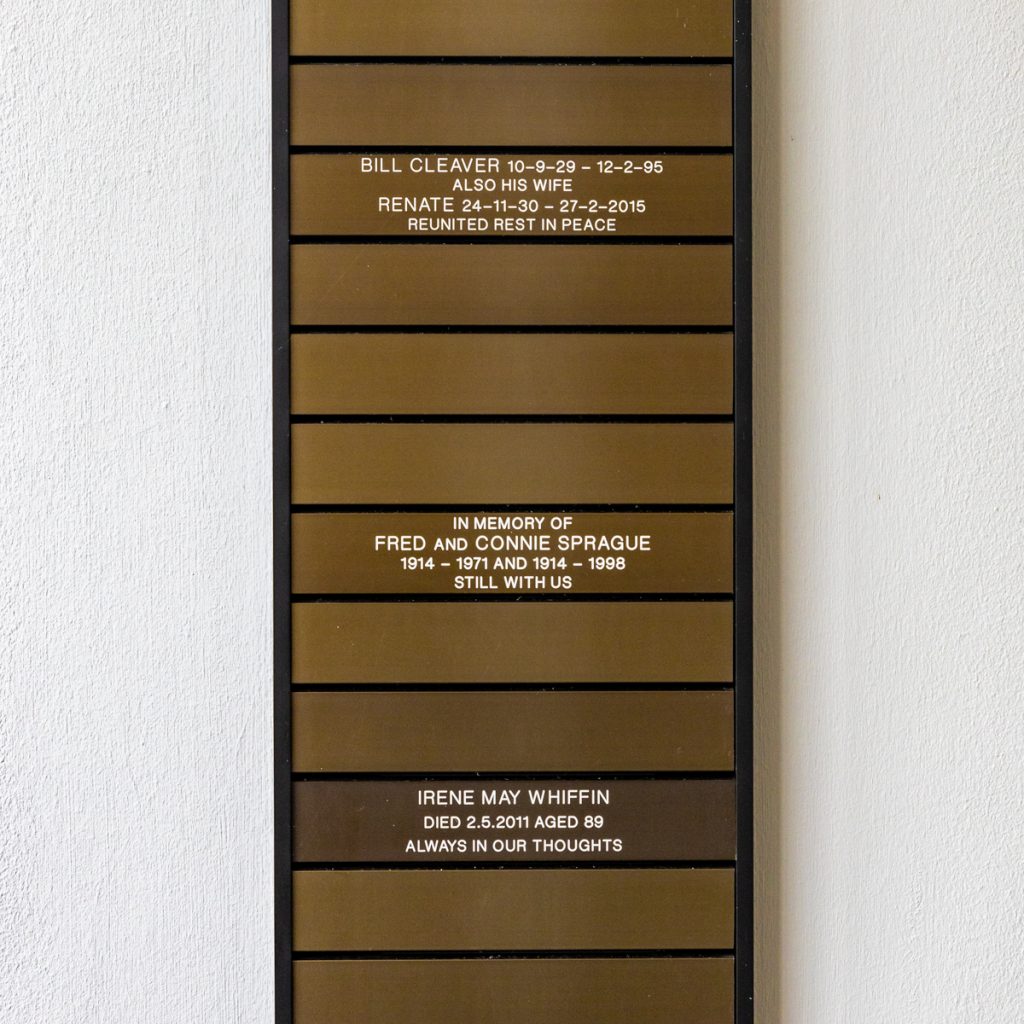 BILL CLEAVER 10-9-29 - 12-2-95
ALSO HIS WIFE
RENATE 24-11-30 - 27-2-2015
REUNITED REST IN PEACE
IN MEMORY OF
FRED AND CONNIE SPRAGUE
1914 - 1971 AND 1914 - 1998
STILL WITH US
IRENE MAY WHIFFIN
DIED 2.5.2011 AGED 89
ALWAYS IN OUR THOUGHTS